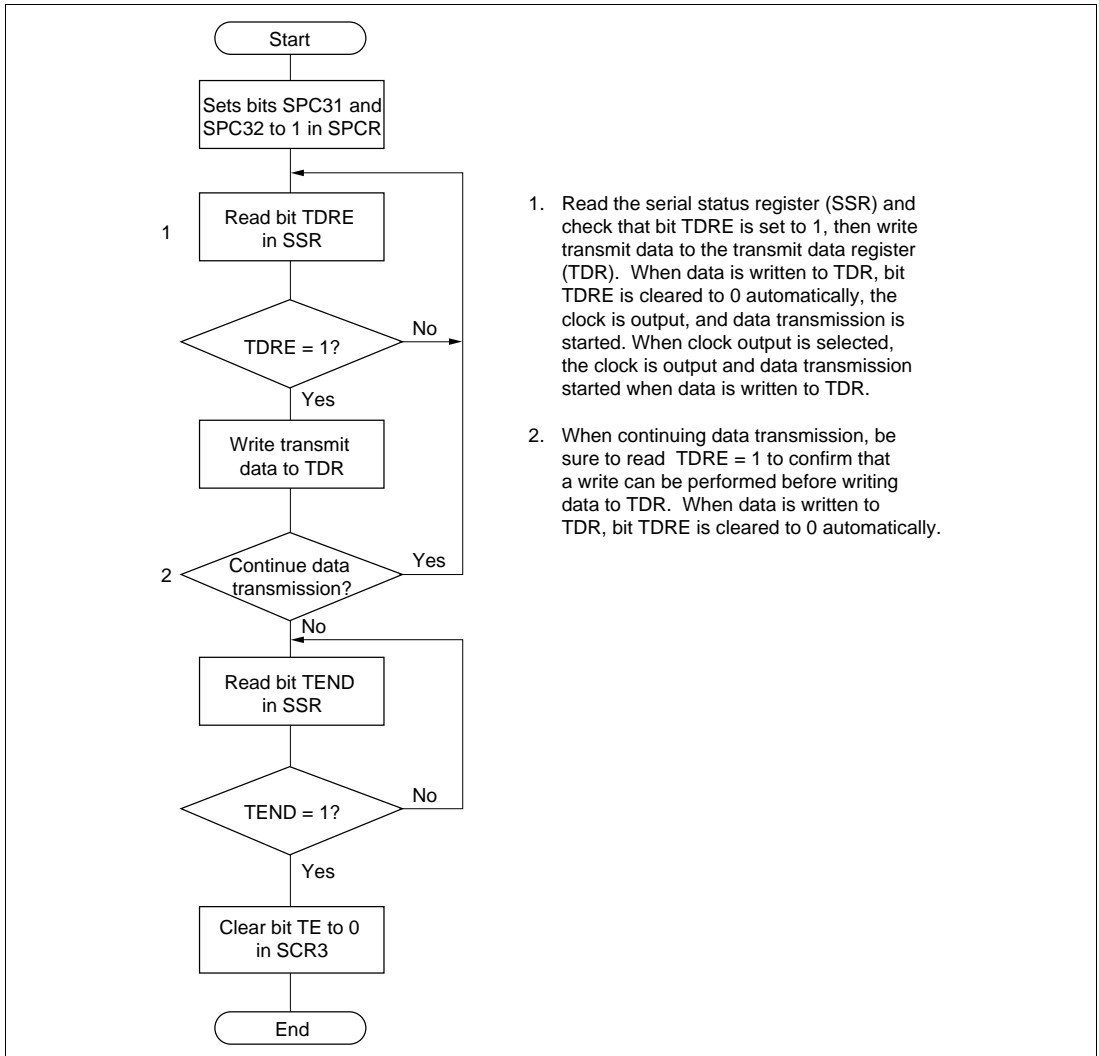 Start
Sets bits SPC31 and
SPC32 to 1 in SPCR
1
Read bit TDRE
in SSR
TDRE = 1?
No
Yes
Write transmit
data to TDR
2
Continue data
transmission?
Yes
No
Read bit TEND
in SSR
TEND = 1?
No
Yes
Clear bit TE to 0
in SCR3
End
1. Read the serial status register (SSR) and
check that bit TDRE is set to 1, then write
transmit data to the transmit data register
(TDR).  When data is written to TDR, bit
TDRE is cleared to 0 automatically, the
clock is output, and data transmission is
started. When clock output is selected,
the clock is output and data transmission
started when data is written to TDR.
2. When continuing data transmission, be
sure to read  TDRE = 1 to confirm that
a write can be performed before writing
data to TDR.  When data is written to
TDR, bit TDRE is cleared to 0 automatically.